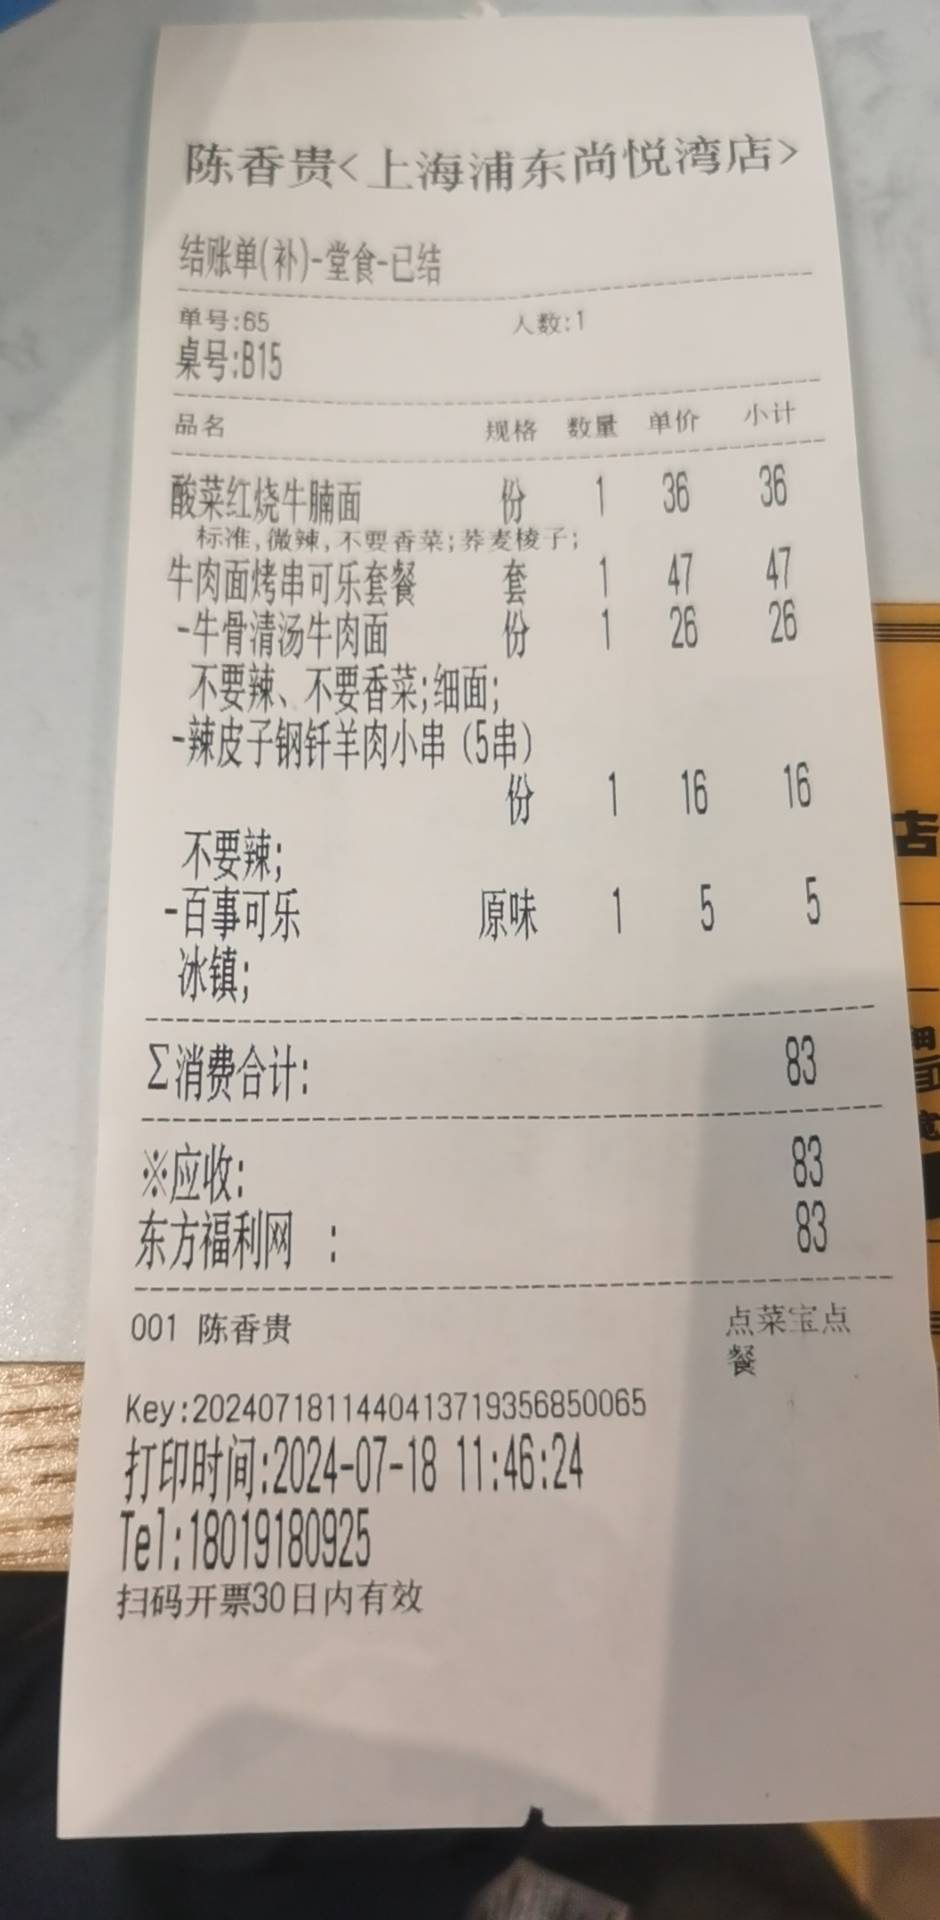 陈香贵<上海浦东尚悦湾店>
结账单(补)-堂食-已结
单号:65 人数:1
桌号:B15
品名 规格 数量 单价 小计
酸菜红烧牛腩面 份 1 36 36
标准,微辣,不要香菜;荞麦棱子;
牛肉面烤串可乐套餐 套 1 47 47
-牛骨清汤牛肉面 份 1 26 26
不要辣、不要香菜;细面;
-辣皮子钢钎羊肉小串（5串）
份 1 16 16
不要辣;
-百事可乐 原味 1 5 5
冰镇;
Σ消费合计: 83
※应收: 83
东方福利网 : 83
001 陈香贵 点菜宝点
餐
Key:2024071811440413719356850065
打印时间:2024-07-18 11:46:24
Tel:18019180925
扫码开票30日内有效
店